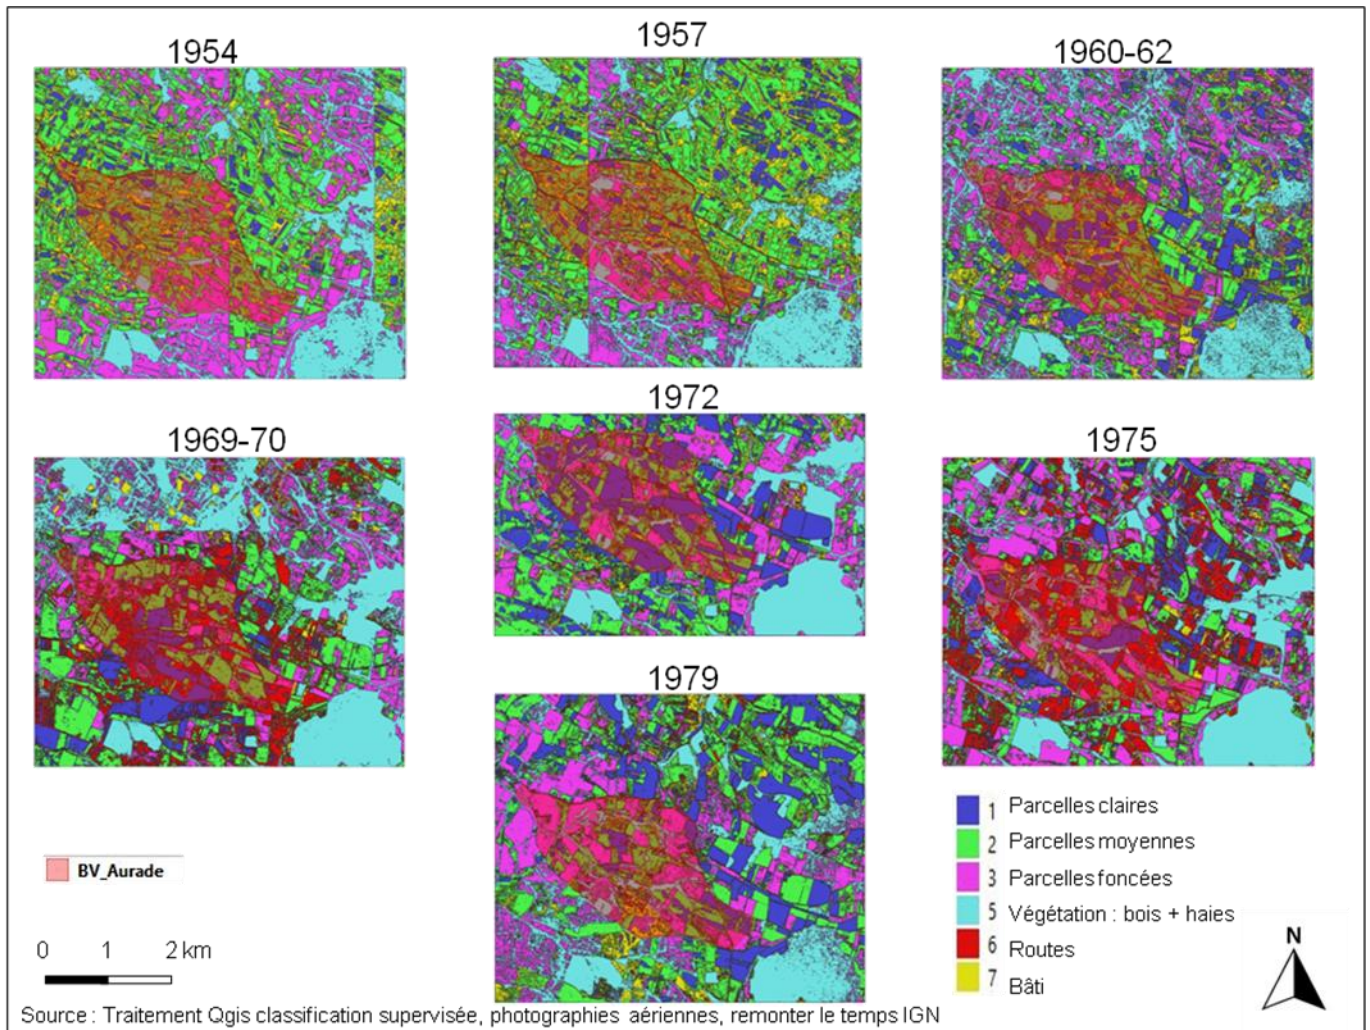 1954
1957
1960-62
1969-70
1972
1975
1979
BV_Aurade
0 1 2 km
1 Parcelles claires
2 Parcelles moyennes
3 Parcelles foncées
5 Végétation : bois + haies
6 Routes
7 Bâti
N
Source : Traitement Qgis classification supervisée, photographies aériennes, remonter le temps IGN